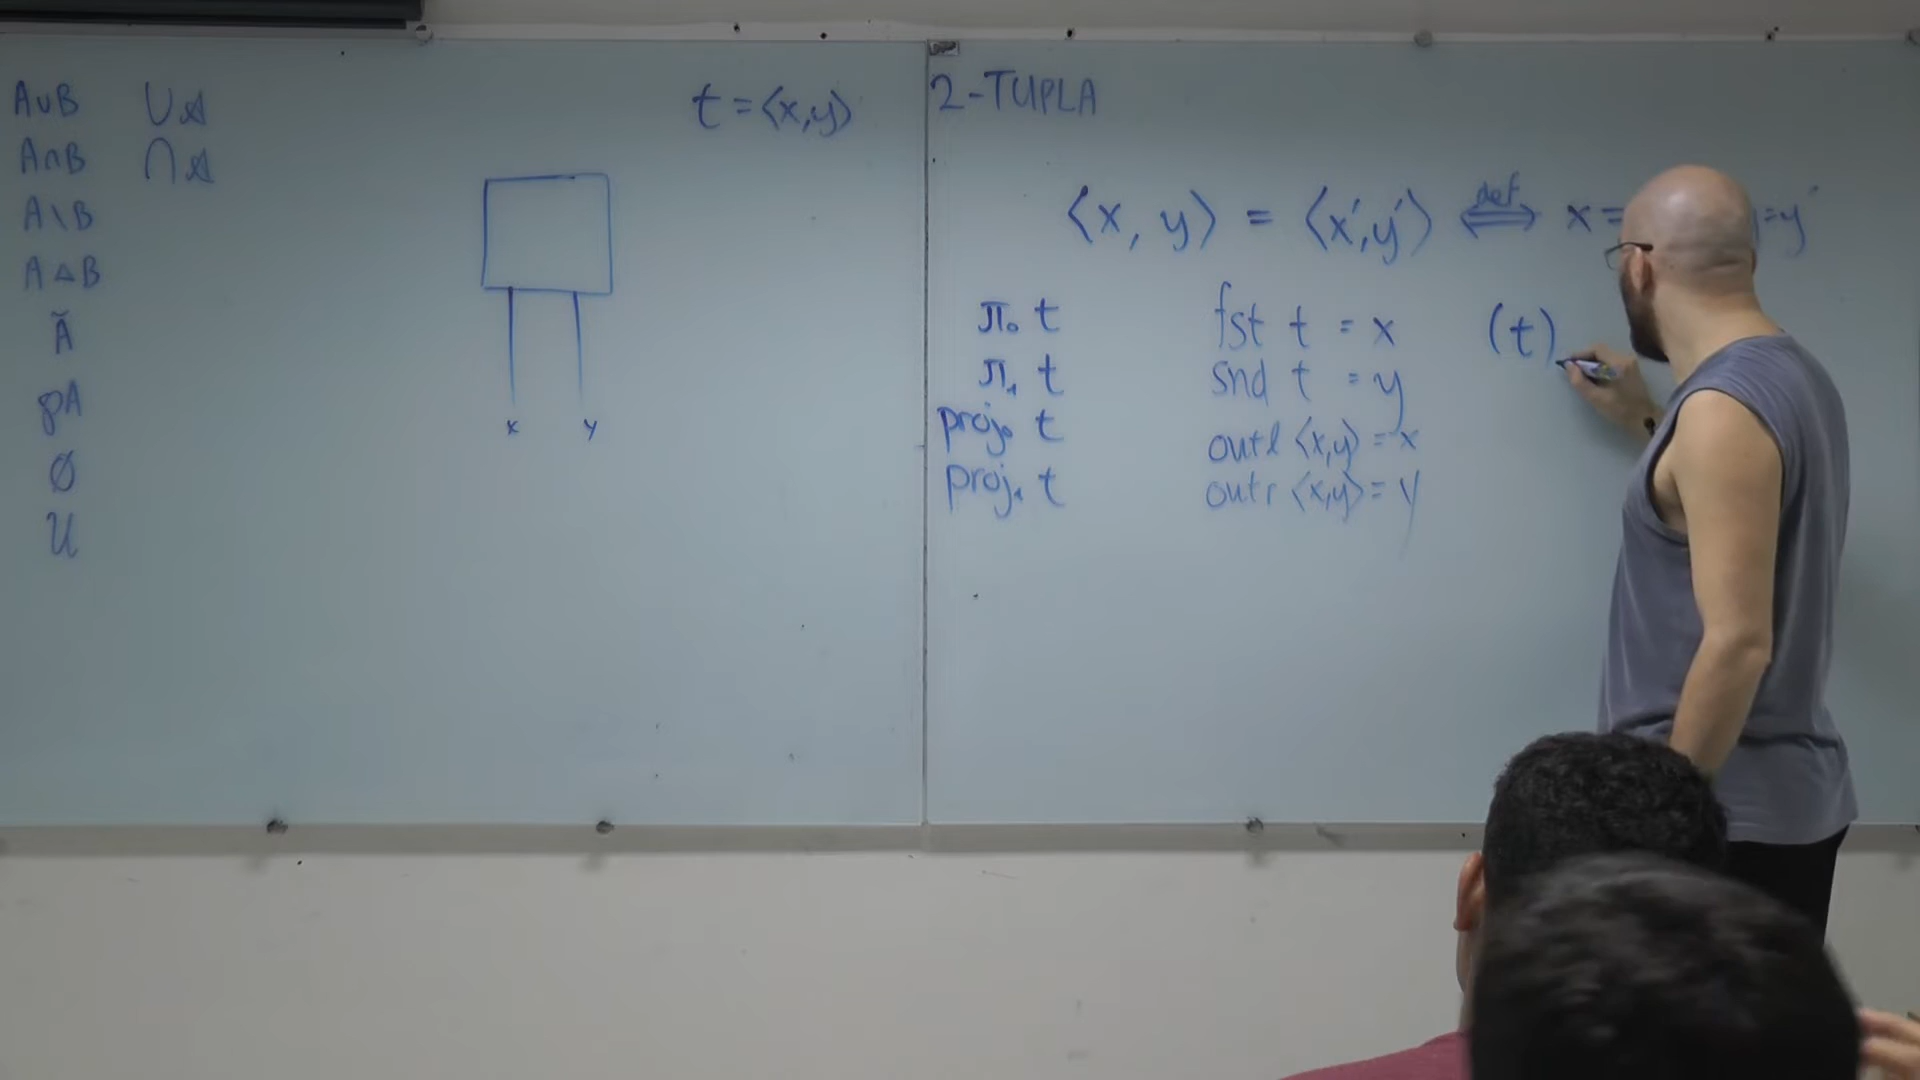 A∪B ⋃𝒜
A∩B ⋂𝒜
A\B
A△B
Ã
℘A
∅
𝒰
t = ⟨x,y⟩
x y
2-TUPLA
⟨x, y⟩ = ⟨x′,y′⟩ ⟺ def x= =y′
π₀ t fst t = x (t)
π₁ t snd t = y
proj₀ t outl ⟨x,y⟩ = x
proj₁ t outr ⟨x,y⟩ = y